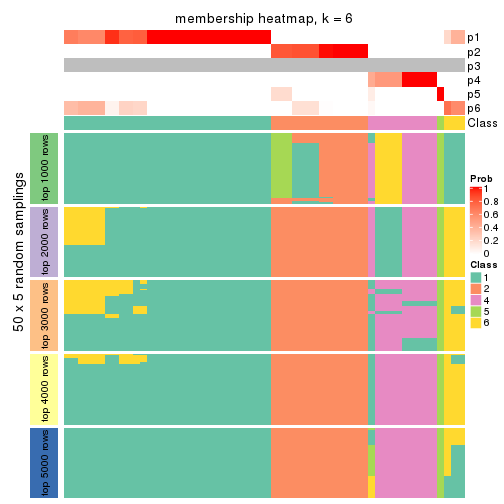 membership heatmap, k = 6
p1
p2
p3
p4
p5
p6
Class
50 x 5 random samplings
top 1000 rows
top 2000 rows
top 3000 rows
top 4000 rows
top 5000 rows
Prob
1
0.8
0.6
0.4
0.2
0
Class
1
2
4
5
6